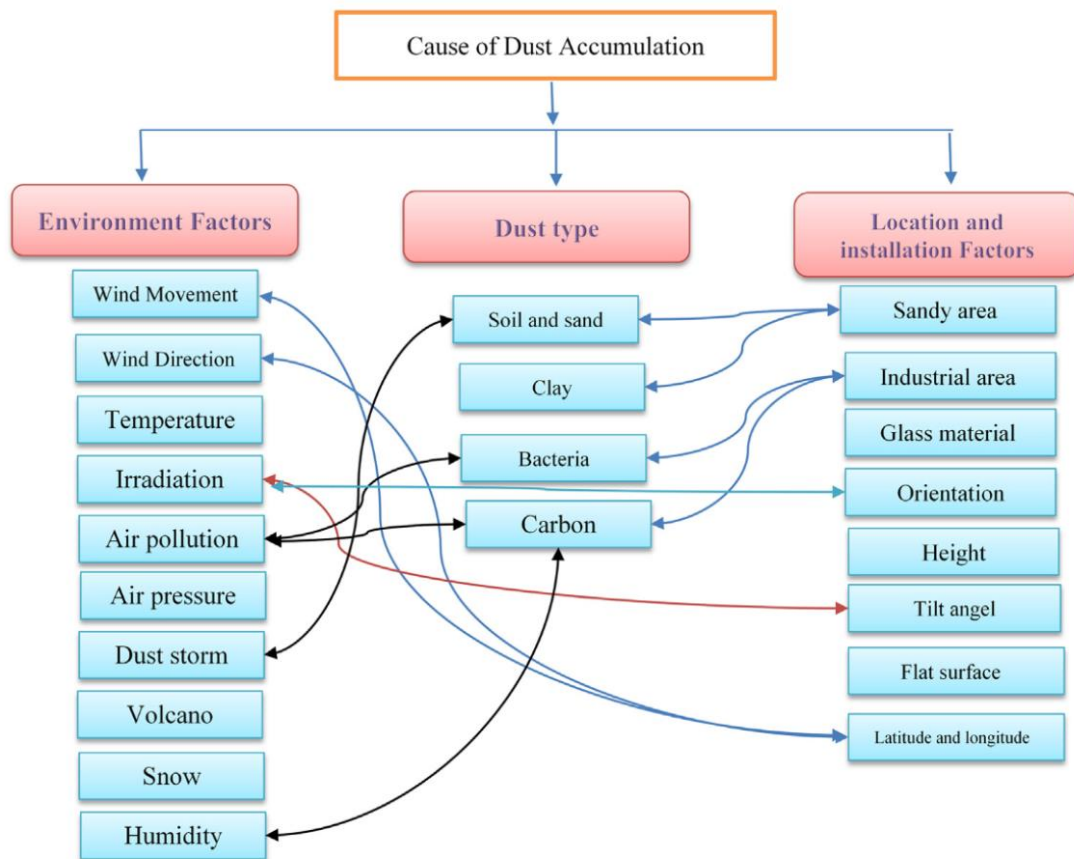 Cause of Dust Accumulation
Environment Factors
Dust type
Location and
installation Factors
Wind Movement
Wind Direction
Temperature
Irradiation
Air pollution
Air pressure
Dust storm
Volcano
Snow
Humidity
Soil and sand
Clay
Bacteria
Carbon
Sandy area
Industrial area
Glass material
Orientation
Height
Tilt angel
Flat surface
Latitude and longitude